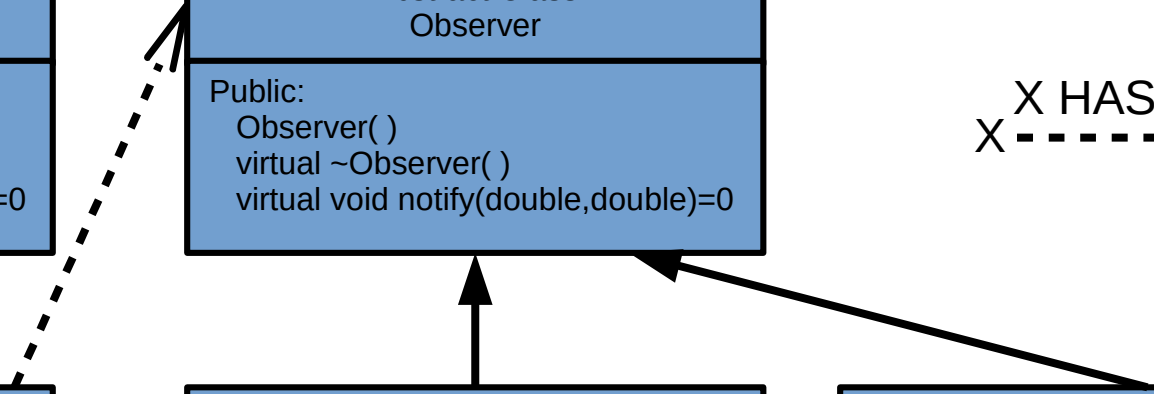 Observer
Public:
Observer( )
virtual ~Observer( )
virtual void notify(double,double)=0
=0
X HAS
X